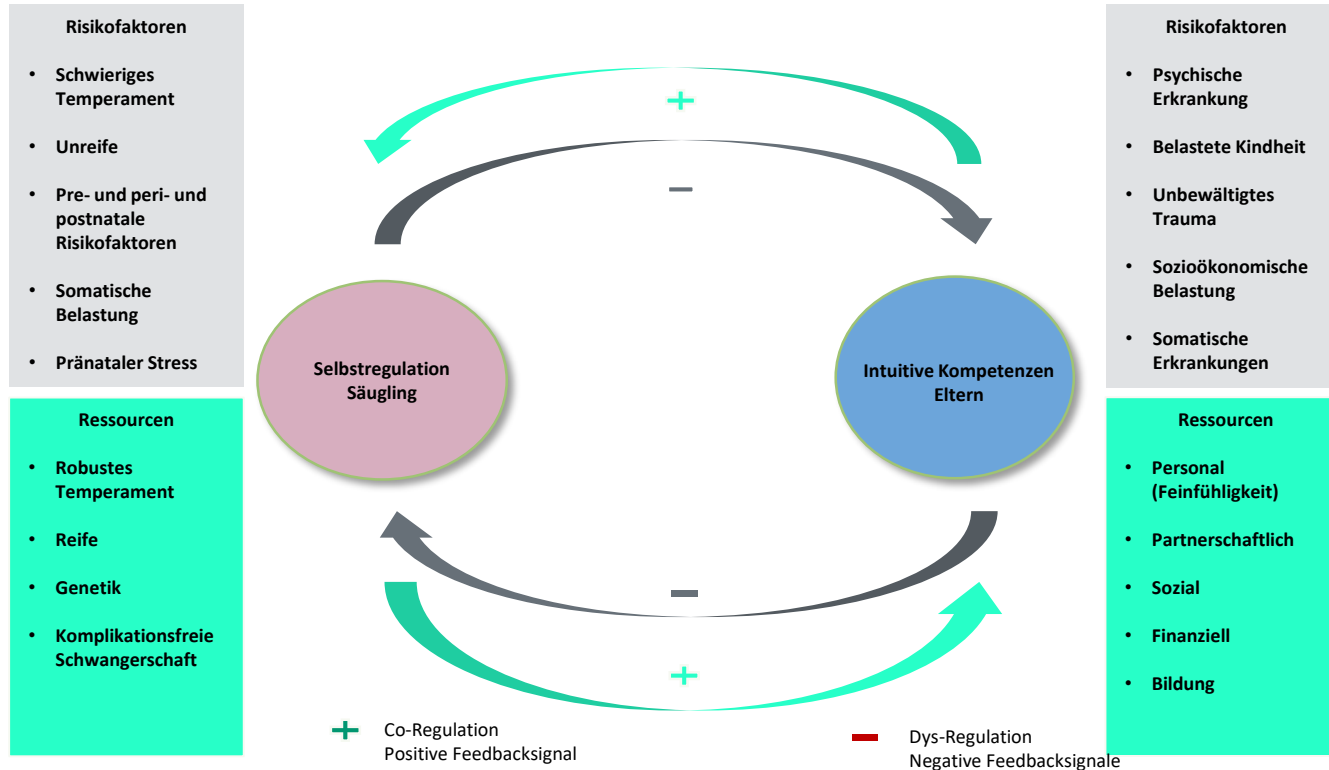 Risikofaktoren
• Schwieriges
Temperament
• Unreife
• Pre- und peri- und
postnatale
Risikofaktoren
• Somatische
Belastung
• Pränataler Stress
Ressourcen
• Robustes
Temperament
• Reife
• Genetik
• Komplikationsfreie
Schwangerschaft
+
−
Selbstregulation
Säugling
Intuitive Kompetenzen
Eltern
−
+
+ Co-Regulation
Positive Feedbacksignal
− Dys-Regulation
Negative Feedbacksignale
Risikofaktoren
• Psychische
Erkrankung
• Belastete Kindheit
• Unbewältigtes
Trauma
• Sozioökonomische
Belastung
• Somatische
Erkrankungen
Ressourcen
• Personal
(Feinfühligkeit)
• Partnerschaftlich
• Sozial
• Finanziell
• Bildung